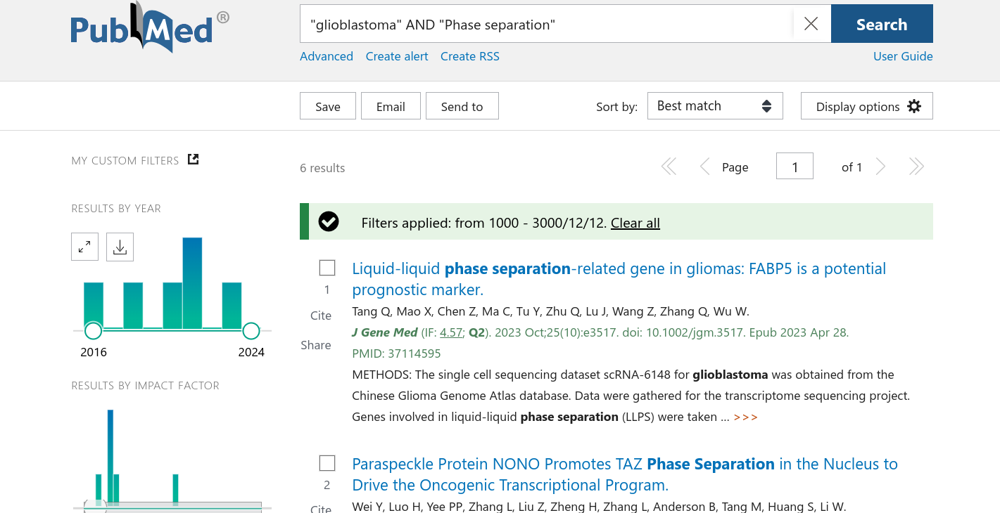 PubMed®
"glioblastoma" AND "Phase separation"
Search
Advanced Create alert Create RSS
User Guide
Save Email Send to
Sort by: Best match
Display options
MY CUSTOM FILTERS
6 results
Page 1 of 1
RESULTS BY YEAR
Filters applied: from 1000 - 3000/12/12. Clear all
2016 2024
RESULTS BY IMPACT FACTOR
1
Cite
Share
Liquid-liquid phase separation-related gene in gliomas: FABP5 is a potential
prognostic marker.
Tang Q, Mao X, Chen Z, Ma C, Tu Y, Zhu Q, Lu J, Wang Z, Zhang Q, Wu W.
J Gene Med (IF: 4.57; Q2). 2023 Oct;25(10):e3517. doi: 10.1002/jgm.3517. Epub 2023 Apr 28.
PMID: 37114595
METHODS: The single cell sequencing dataset scRNA-6148 for glioblastoma was obtained from the
Chinese Glioma Genome Atlas database. Data were gathered for the transcriptome sequencing project.
Genes involved in liquid-liquid phase separation (LLPS) were taken ... >>>
2
Cite
Paraspeckle Protein NONO Promotes TAZ Phase Separation in the Nucleus to
Drive the Oncogenic Transcriptional Program.
Wei Y, Luo H, Yee PP, Zhang L, Liu Z, Zheng H, Zhang L, Anderson B, Tang M, Huang S, Li W.